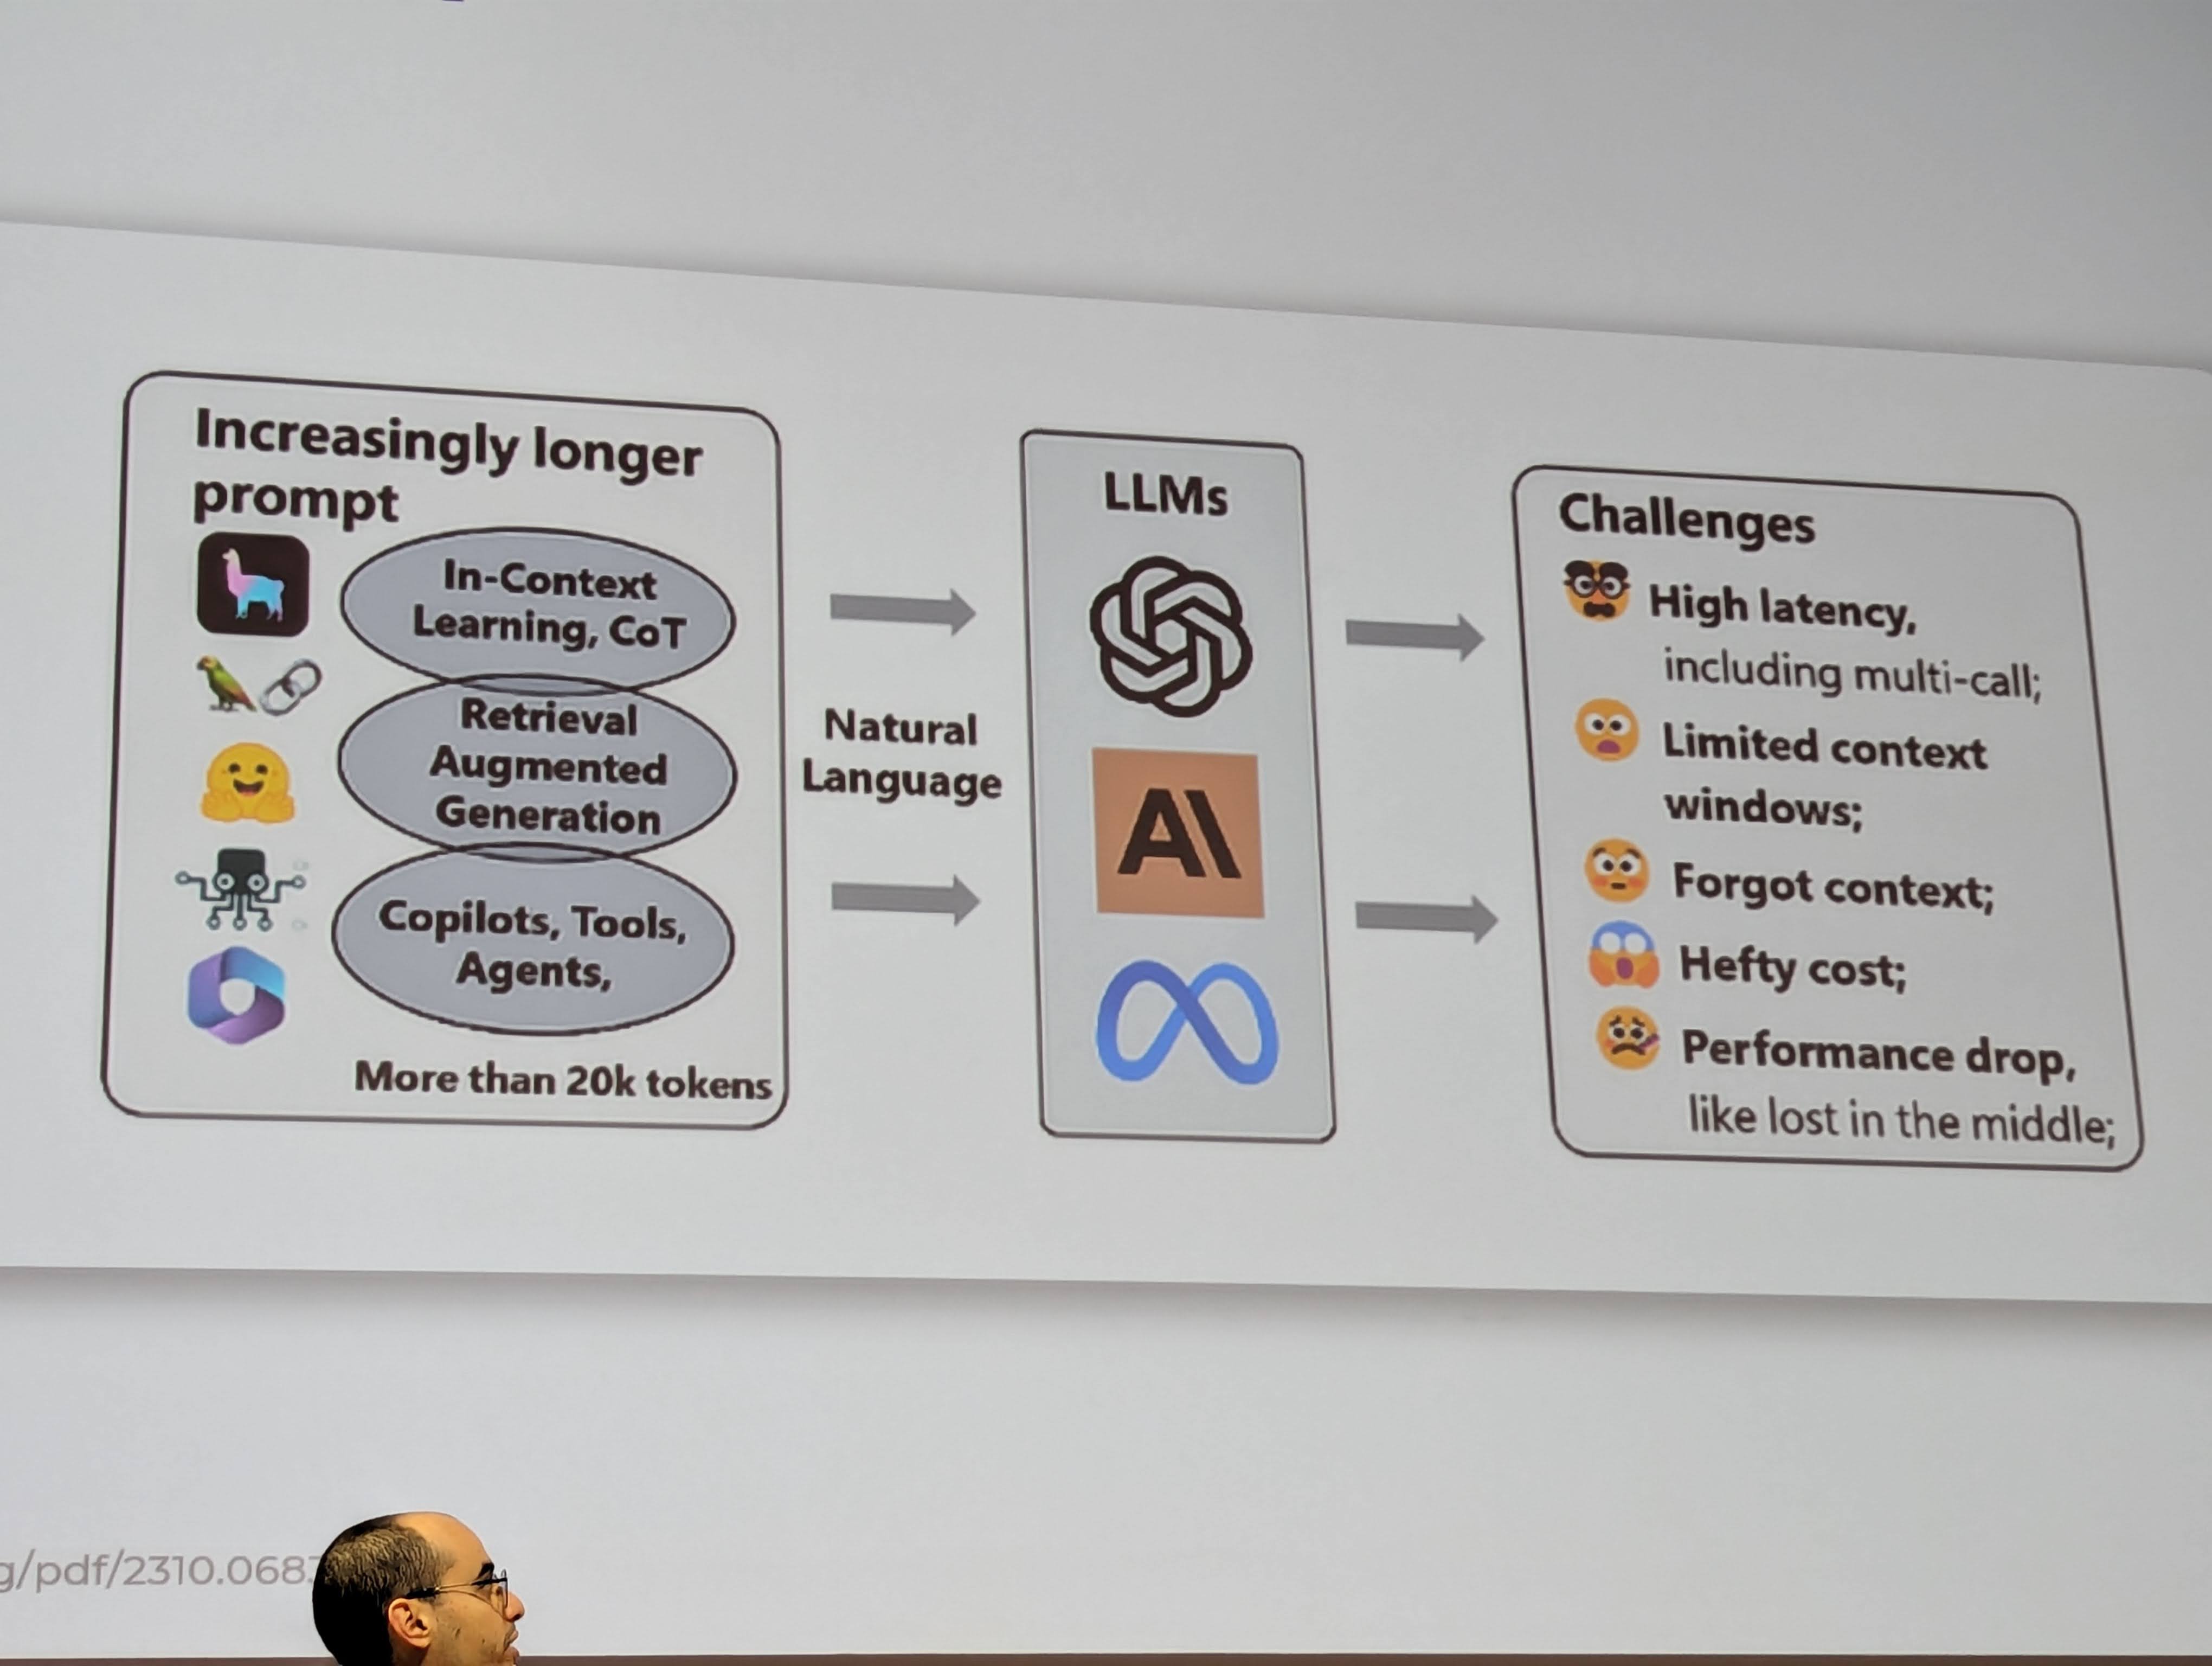 Increasingly longer
prompt
In-Context
Learning, CoT
Retrieval
Augmented
Generation
Copilots, Tools,
Agents,
More than 20k tokens
Natural
Language
LLMs
A\
Challenges
High latency,
including multi-call;
Limited context
windows;
Forgot context;
Hefty cost;
Performance drop,
like lost in the middle;
g/pdf/2310.068